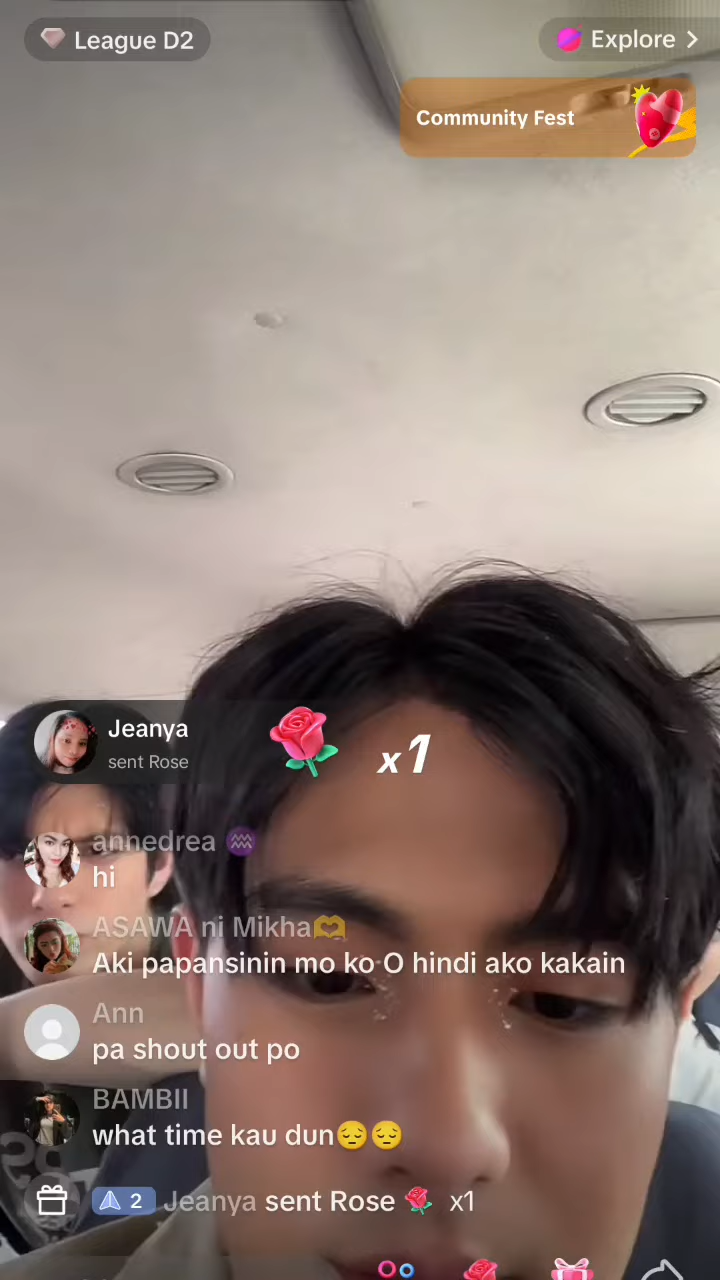 League D2
Explore >
Community Fest
Jeanya
sent Rose
x1
annedrea ♒
hi
ASAWA ni Mikha🫶
Aki papansinin mo ko O hindi ako kakain
Ann
pa shout out po
BAMBII
what time kau dun😔😔
2 Jeanya sent Rose 🌹 x1